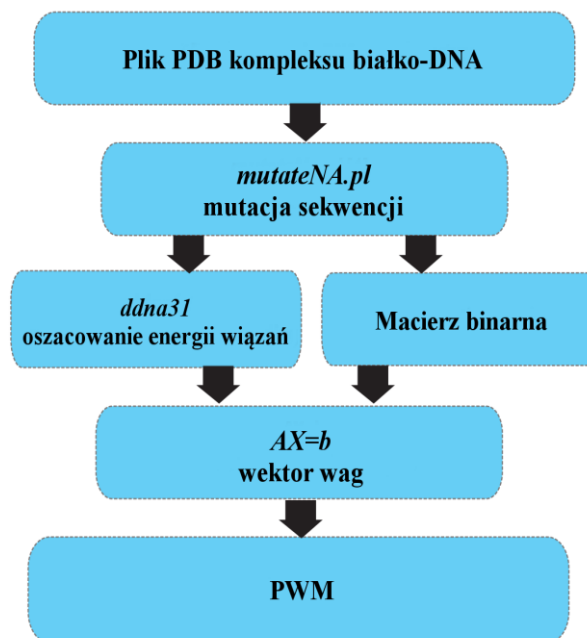 Plik PDB kompleksu białko-DNA
mutateNA.pl
mutacja sekwencji
ddna31
oszacowanie energii wiązań
Macierz binarna
AX=b
wektor wag
PWM